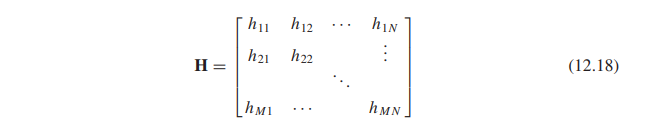 h11 h12 ⋯ h1N
h21 h22 ⋮
H = ⋱ (12.18)
hM1 ⋯ hMN